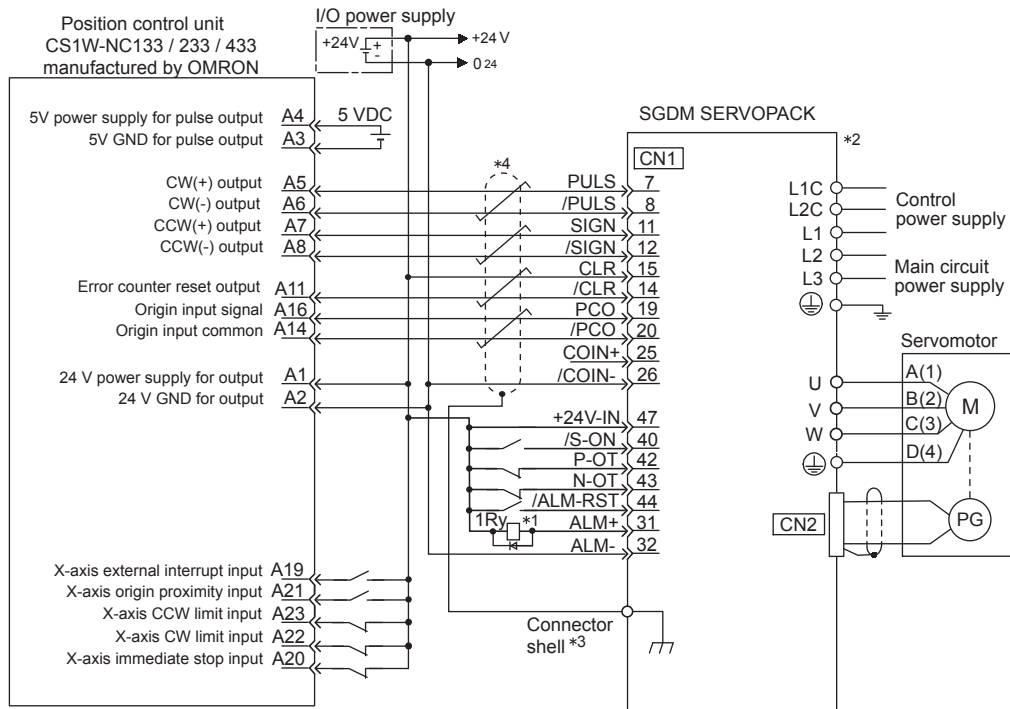 Position control unit
CS1W-NC133 / 233 / 433
manufactured by OMRON
I/O power supply
+24V
+
-
+24 V
0 24
5V power supply for pulse output A4
5 VDC
5V GND for pulse output A3
CW(+) output A5
CW(-) output A6
CCW(+) output A7
CCW(-) output A8
Error counter reset output A11
Origin input signal A16
Origin input common A14
24 V power supply for output A1
24 V GND for output A2
X-axis external interrupt input A19
X-axis origin proximity input A21
X-axis CCW limit input A23
X-axis CW limit input A22
X-axis immediate stop input A20
*4
SGDM SERVOPACK
*2
CN1
PULS 7
/PULS 8
SIGN 11
/SIGN 12
CLR 15
/CLR 14
PCO 19
/PCO 20
COIN+ 25
/COIN- 26
+24V-IN 47
/S-ON 40
P-OT 42
N-OT 43
/ALM-RST 44
1Ry *1 ALM+ 31
ALM- 32
Connector
shell *3
L1C
L2C
Control
power supply
L1
L2
L3
Main circuit
power supply
Servomotor
U A(1)
V B(2)
W C(3)
D(4)
M
CN2
PG